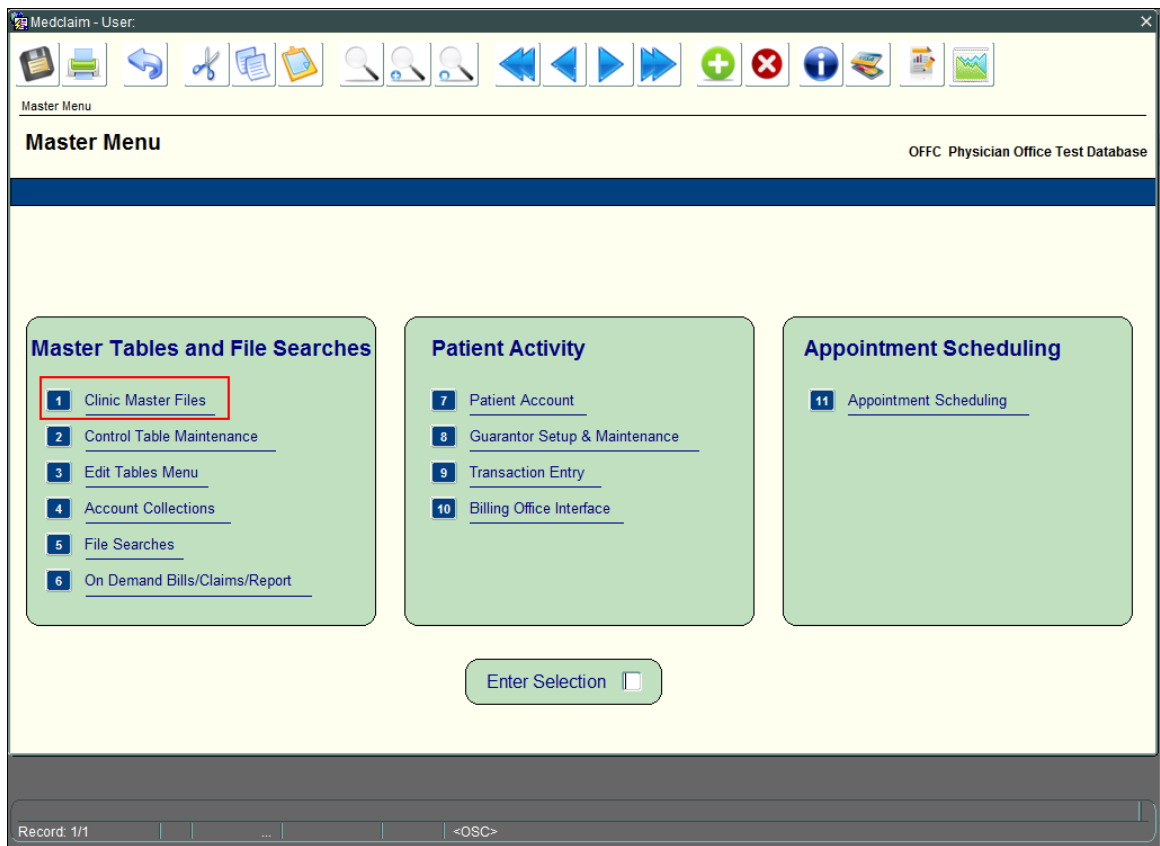 Medclaim - User:
Master Menu
Master Menu
OFFC Physician Office Test Database
Master Tables and File Searches
1 Clinic Master Files
2 Control Table Maintenance
3 Edit Tables Menu
4 Account Collections
5 File Searches
6 On Demand Bills/Claims/Report
Patient Activity
7 Patient Account
8 Guarantor Setup & Maintenance
9 Transaction Entry
10 Billing Office Interface
Appointment Scheduling
11 Appointment Scheduling
Enter Selection
Record: 1/1 ... <OSC>